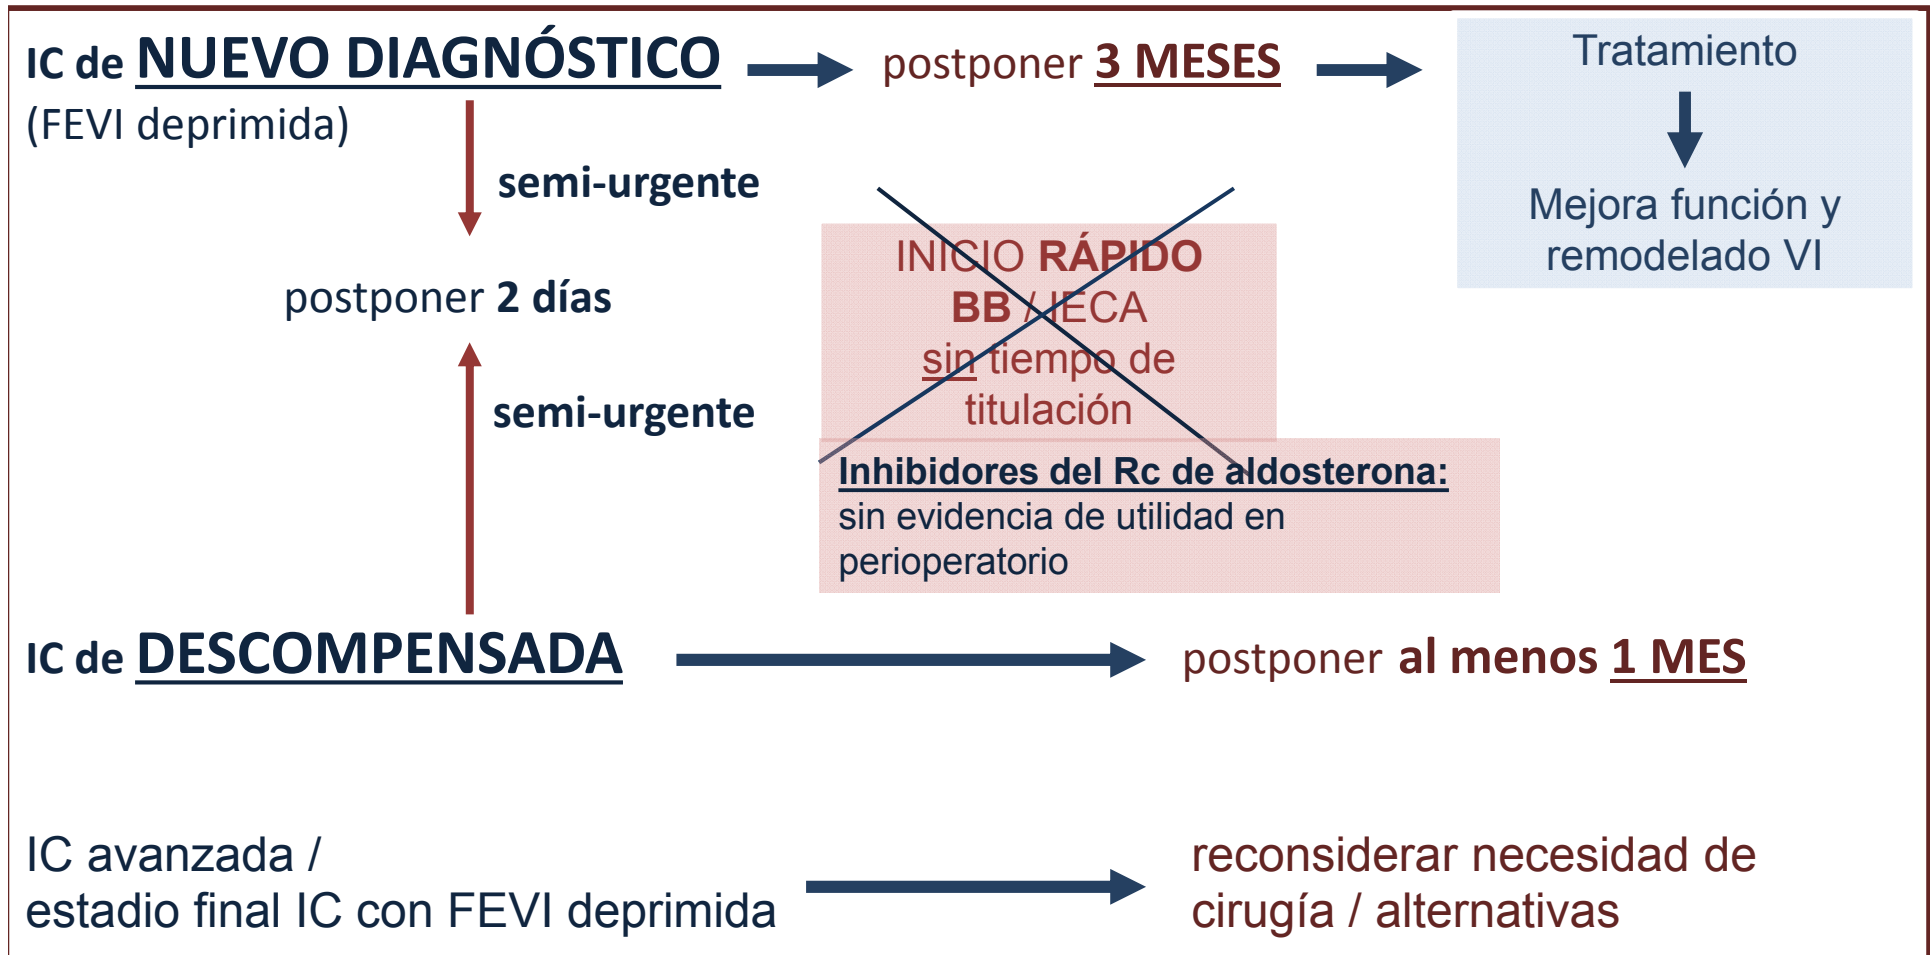 IC de NUEVO DIAGNÓSTICO
(FEVI deprimida)
postponer 3 MESES
Tratamiento
Mejora función y
remodelado VI
semi-urgente
postponer 2 días
semi-urgente
INICIO RÁPIDO
BB / IECA
sin tiempo de
titulación
Inhibidores del Rc de aldosterona:
sin evidencia de utilidad en
perioperatorio
IC de DESCOMPENSADA
postponer al menos 1 MES
IC avanzada /
estadio final IC con FEVI deprimida
reconsiderar necesidad de
cirugía / alternativas